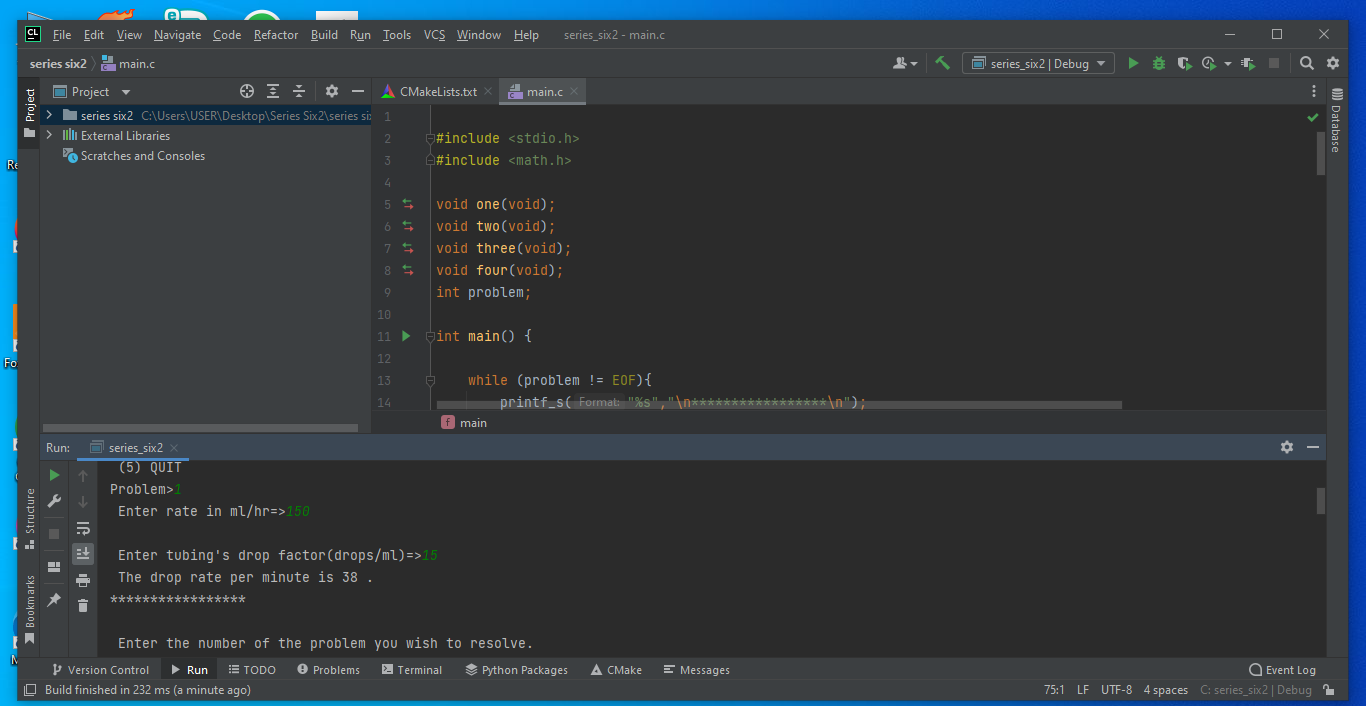 CL File Edit View Navigate Code Refactor Build Run Tools VCS Window Help series_six2 - main.c
series six2 main.c series_six2 | Debug
Project
Project CMakeLists.txt main.c
series six2 C:\Users\USER\Desktop\Series Six2\series si
External Libraries
Scratches and Consoles
Database
1
2 #include <stdio.h>
3 #include <math.h>
4
5 void one(void);
6 void two(void);
7 void three(void);
8 void four(void);
9 int problem;
10
11 int main() {
12
13 while (problem != EOF){
14 printf_s( Format: "%s","\n*****************\n");
f main
Run: series_six2
(5) QUIT
Problem>1
Enter rate in ml/hr=>150
Enter tubing's drop factor(drops/ml)=>15
The drop rate per minute is 38 .
*****************
Enter the number of the problem you wish to resolve.
Structure
Bookmarks
Version Control Run TODO Problems Terminal Python Packages CMake Messages Event Log
Build finished in 232 ms (a minute ago) 75:1 LF UTF-8 4 spaces C: series_six2 | Debug
Re
Fo